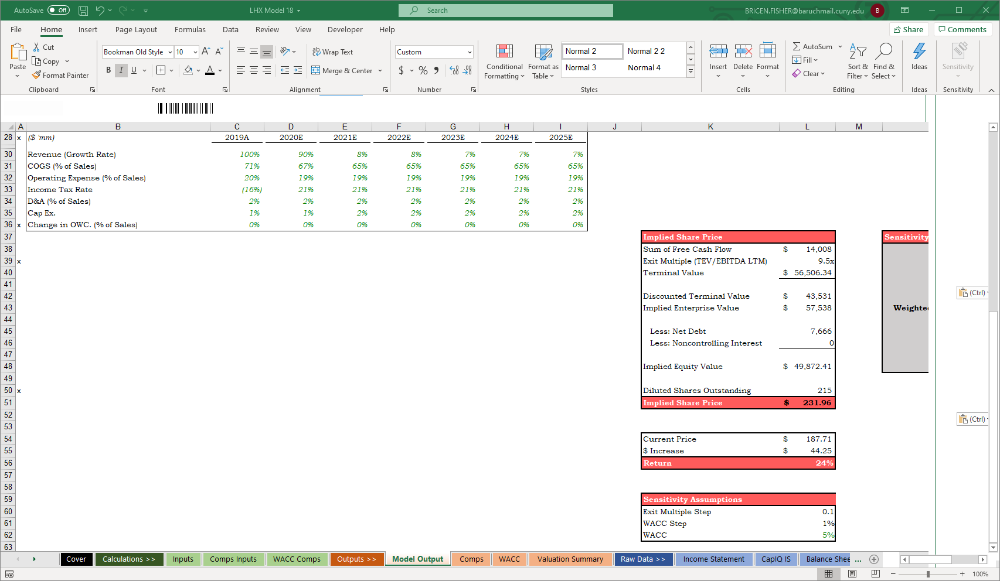 AutoSave Off LHX Model 18 Search BRICEN.FISHER@baruchmail.cuny.edu B
File Home Insert Page Layout Formulas Data Review View Developer Help Share Comments
Paste Cut Copy Format Painter Clipboard
Bookman Old Style 10 A A B I U A Font
ab Wrap Text Merge & Center Alignment
Custom $ % Number
Conditional Formatting Format as Table Normal 2 Normal 2 2 Normal 3 Normal 4 Styles
Insert Delete Format Cells
AutoSum Fill Clear Sort & Filter Find & Select Editing
Ideas Ideas
Sensitivity Sensitivity
A B C D E F G H I J K L M
28 x ($ 'mm) 2019A 2020E 2021E 2022E 2023E 2024E 2025E
30 Revenue (Growth Rate) 100% 90% 8% 8% 7% 7% 7%
31 COGS (% of Sales) 71% 67% 65% 65% 65% 65% 65%
32 Operating Expense (% of Sales) 20% 19% 19% 19% 19% 19% 19%
33 Income Tax Rate (16%) 21% 21% 21% 21% 21% 21%
34 D&A (% of Sales) 2% 2% 2% 2% 2% 2% 2%
35 Cap Ex. 1% 1% 2% 2% 2% 2% 2%
36 x Change in OWC. (% of Sales) 0% 0% 0% 0% 0% 0% 0%
37 Implied Share Price Sensitivity
38 Sum of Free Cash Flow $ 14,008
39 x Exit Multiple (TEV/EBITDA LTM) 9.5x
40 Terminal Value $ 56,506.34
41
42 Discounted Terminal Value $ 43,531
43 Implied Enterprise Value $ 57,538 Weighte
44
45 Less: Net Debt 7,666
46 Less: Noncontrolling Interest 0
47
48 Implied Equity Value $ 49,872.41
49
50 x Diluted Shares Outstanding 215
51 Implied Share Price $ 231.96
52
53
54 Current Price $ 187.71
55 $ Increase $ 44.25
56 Return 24%
57
58
59 Sensitivity Assumptions
60 Exit Multiple Step 0.1
61 WACC Step 1%
62 WACC 5%
63
(Ctrl)
(Ctrl)
Cover Calculations >> Inputs Comps Inputs WACC Comps Outputs >> Model Output Comps WACC Valuation Summary Raw Data >> Income Statement CapIQ IS Balance Shee ...
100%